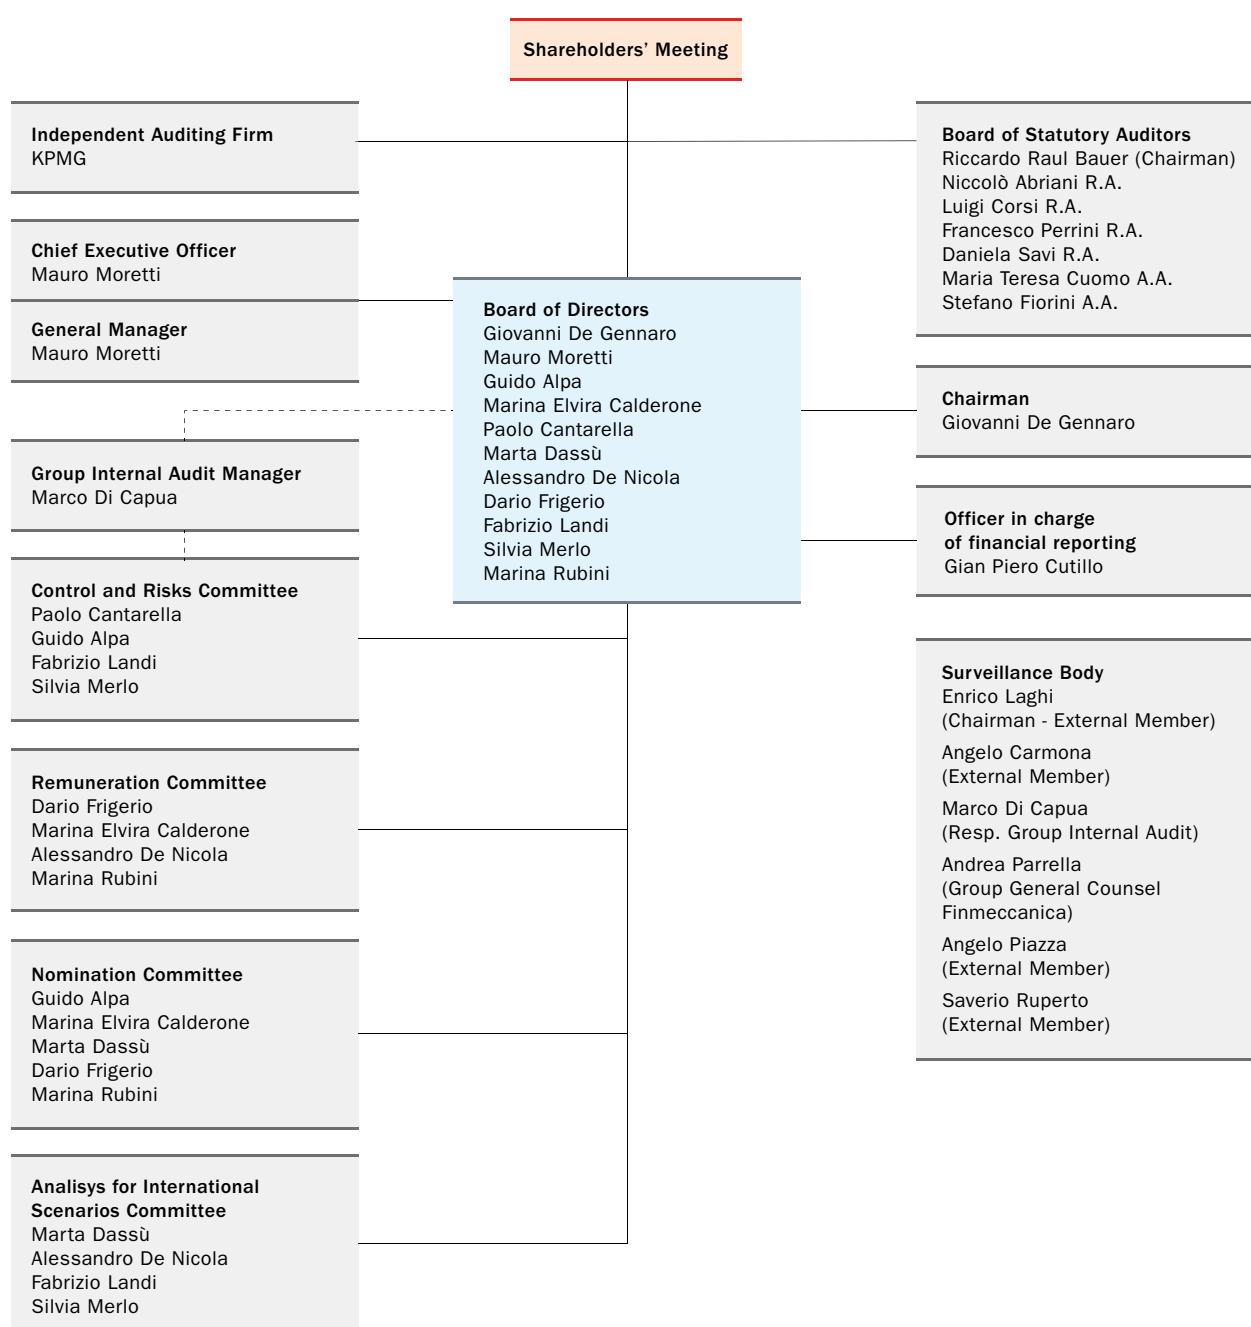 Shareholders’ Meeting
Independent Auditing Firm
KPMG
Board of Statutory Auditors
Riccardo Raul Bauer (Chairman)
Niccolò Abriani R.A.
Luigi Corsi R.A.
Francesco Perrini R.A.
Daniela Savi R.A.
Maria Teresa Cuomo A.A.
Stefano Fiorini A.A.
Chief Executive Officer
Mauro Moretti
General Manager
Mauro Moretti
Board of Directors
Giovanni De Gennaro
Mauro Moretti
Guido Alpa
Marina Elvira Calderone
Paolo Cantarella
Marta Dassù
Alessandro De Nicola
Dario Frigerio
Fabrizio Landi
Silvia Merlo
Marina Rubini
Chairman
Giovanni De Gennaro
Group Internal Audit Manager
Marco Di Capua
Officer in charge
of financial reporting
Gian Piero Cutillo
Control and Risks Committee
Paolo Cantarella
Guido Alpa
Fabrizio Landi
Silvia Merlo
Surveillance Body
Enrico Laghi
(Chairman - External Member)
Angelo Carmona
(External Member)
Marco Di Capua
(Resp. Group Internal Audit)
Andrea Parrella
(Group General Counsel
Finmeccanica)
Angelo Piazza
(External Member)
Saverio Ruperto
(External Member)
Remuneration Committee
Dario Frigerio
Marina Elvira Calderone
Alessandro De Nicola
Marina Rubini
Nomination Committee
Guido Alpa
Marina Elvira Calderone
Marta Dassù
Dario Frigerio
Marina Rubini
Analisys for International
Scenarios Committee
Marta Dassù
Alessandro De Nicola
Fabrizio Landi
Silvia Merlo